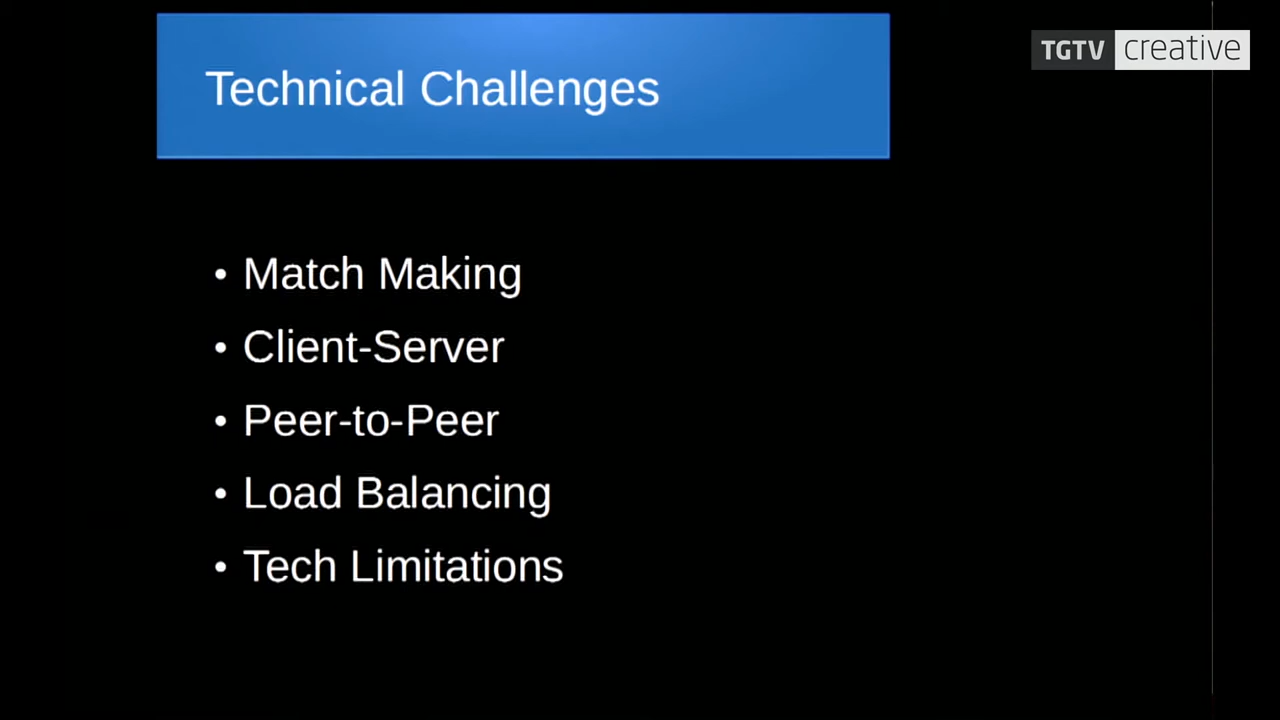 Technical Challenges
TGTV creative
• Match Making
• Client-Server
• Peer-to-Peer
• Load Balancing
• Tech Limitations